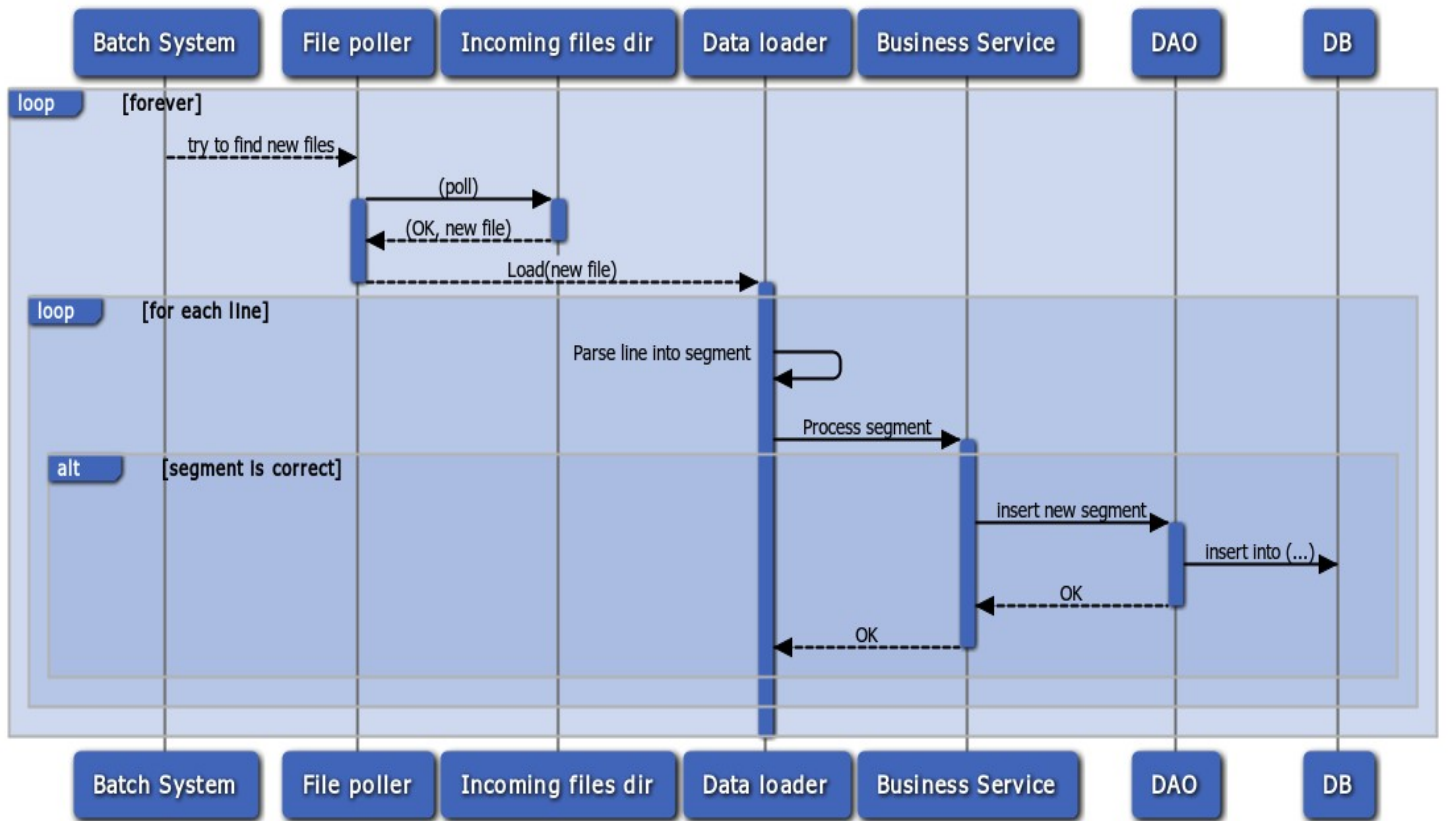 Batch System File poller Incoming files dir Data loader Business Service DAO DB
loop [forever]
try to find new files
(poll)
(OK, new file)
Load(new file)
loop [for each line]
Parse line into segment
Process segment
alt [segment is correct]
insert new segment
insert into (...)
OK
OK
Batch System File poller Incoming files dir Data loader Business Service DAO DB